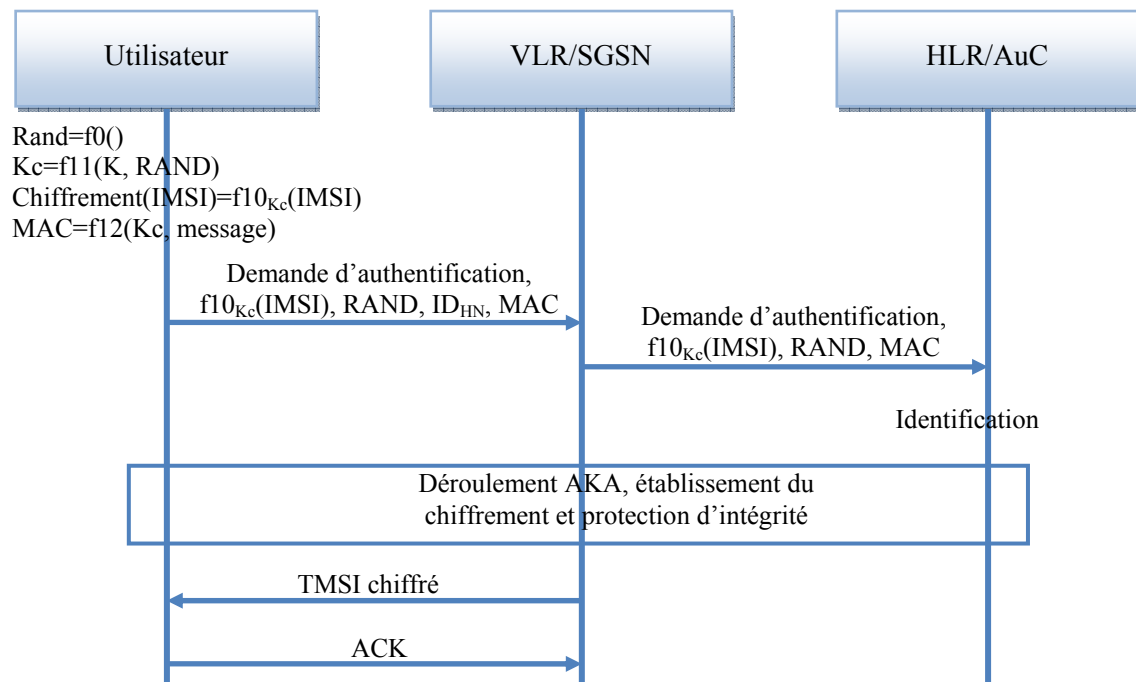 Utilisateur
VLR/SGSN
HLR/AuC
Rand=f0()
Kc=f11(K, RAND)
Chiffrement(IMSI)=f10Kc(IMSI)
MAC=f12(Kc, message)
Demande d’authentification,
f10Kc(IMSI), RAND, IDHN, MAC
Demande d’authentification,
f10Kc(IMSI), RAND, MAC
Identification
Déroulement AKA, établissement du
chiffrement et protection d’intégrité
TMSI chiffré
ACK